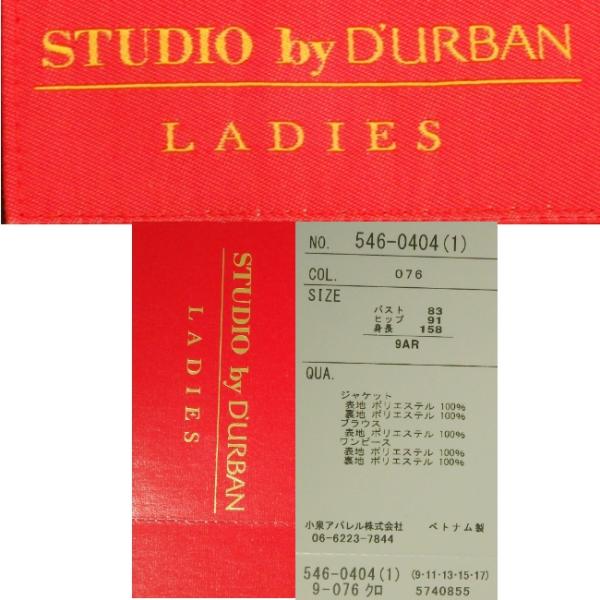 STUDIO by D'URBAN
LADIES
STUDIO by D'URBAN
LADIES
NO. 546-0404(1)
COL. 076
SIZE
バスト 83
ヒップ 91
身長 158
9AR
QUA.
ジャケット
表地 ポリエステル 100%
裏地 ポリエステル 100%
ブラウス
表地 ポリエステル 100%
ワンピース
表地 ポリエステル 100%
裏地 ポリエステル 100%
小泉アパレル株式会社 ベトナム製
06-6223-7844
546-0404(1) (9-11-13-15-17)
9-076 クロ 5740855